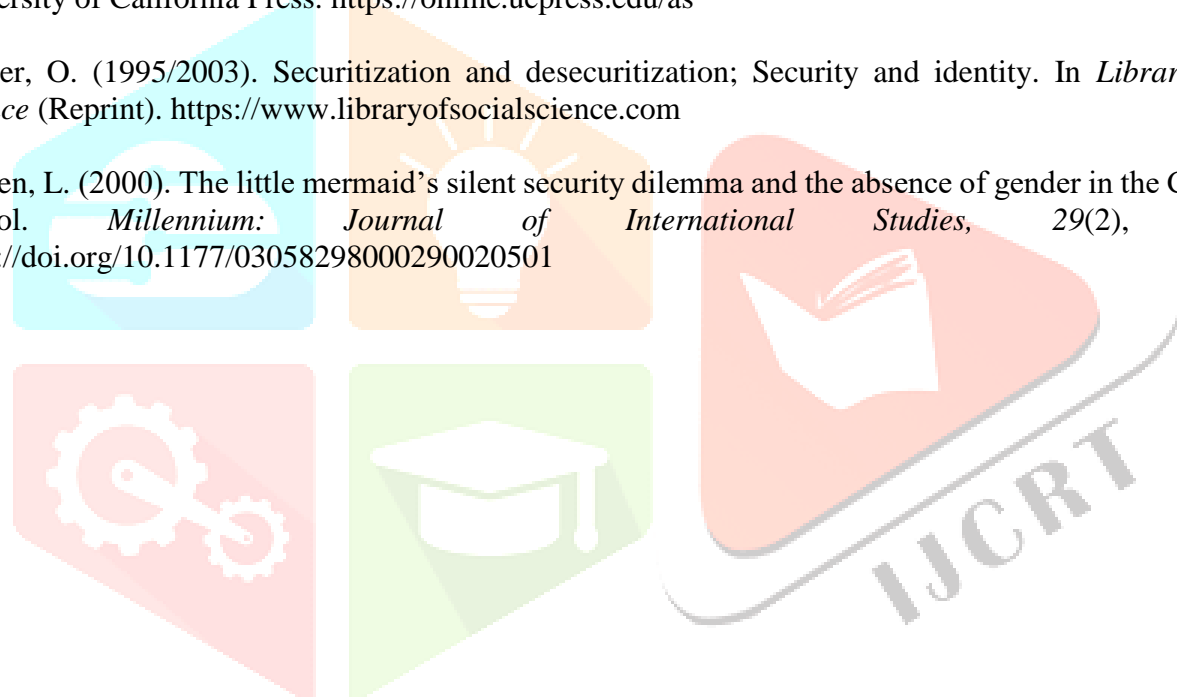 ersity of California Press. https://online.ucpress.edu/as
er, O. (1995/2003). Securitization and desecuritization; Security and identity. In Librar
ce (Reprint). https://www.libraryofsocialscience.com
en, L. (2000). The little mermaid’s silent security dilemma and the absence of gender in the C
ol. Millennium: Journal of International Studies, 29(2),
://doi.org/10.1177/03058298000290020501
IJCRT